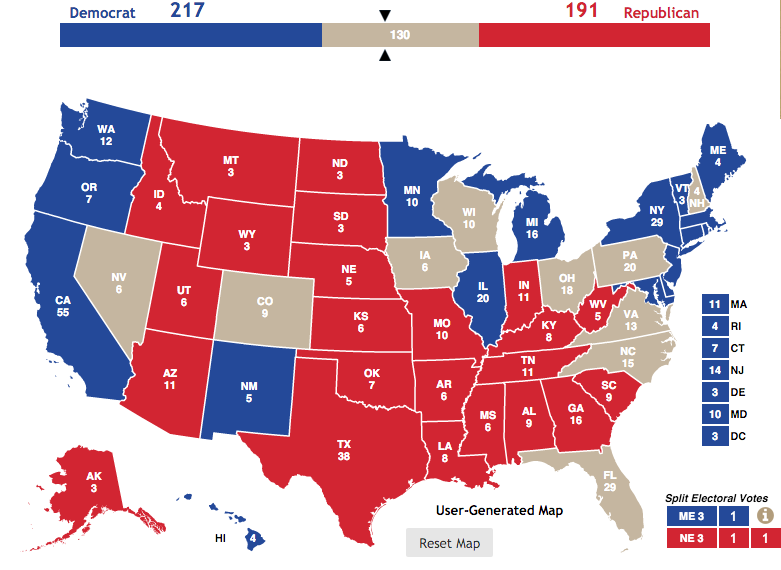 Democrat 217 191 Republican
130
WA
12
OR
7
CA
55
NV
6
ID
4
MT
3
WY
3
UT
6
CO
9
AZ
11
NM
5
ND
3
SD
3
NE
5
KS
6
OK
7
TX
38
MN
10
IA
6
MO
10
AR
6
LA
8
WI
10
IL
20
MI
16
IN
11
OH
18
KY
8
TN
11
MS
6
AL
9
GA
16
FL
29
SC
9
NC
15
VA
13
WV
5
PA
20
NY
29
VT
3
4
NH
ME
4
AK
3
HI 4
11 MA
4 RI
7 CT
14 NJ
3 DE
10 MD
3 DC
User-Generated Map
Reset Map
Split Electoral Votes
ME 3 1 i
NE 3 1 1